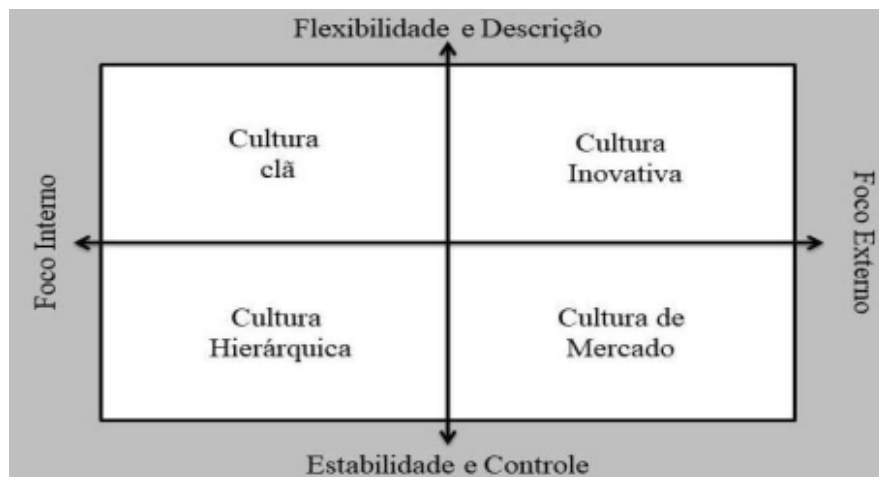 Flexibilidade e Descrição
Cultura
clã
Cultura
Inovativa
Foco Interno
Foco Externo
Cultura
Hierárquica
Cultura de
Mercado
Estabilidade e Controle